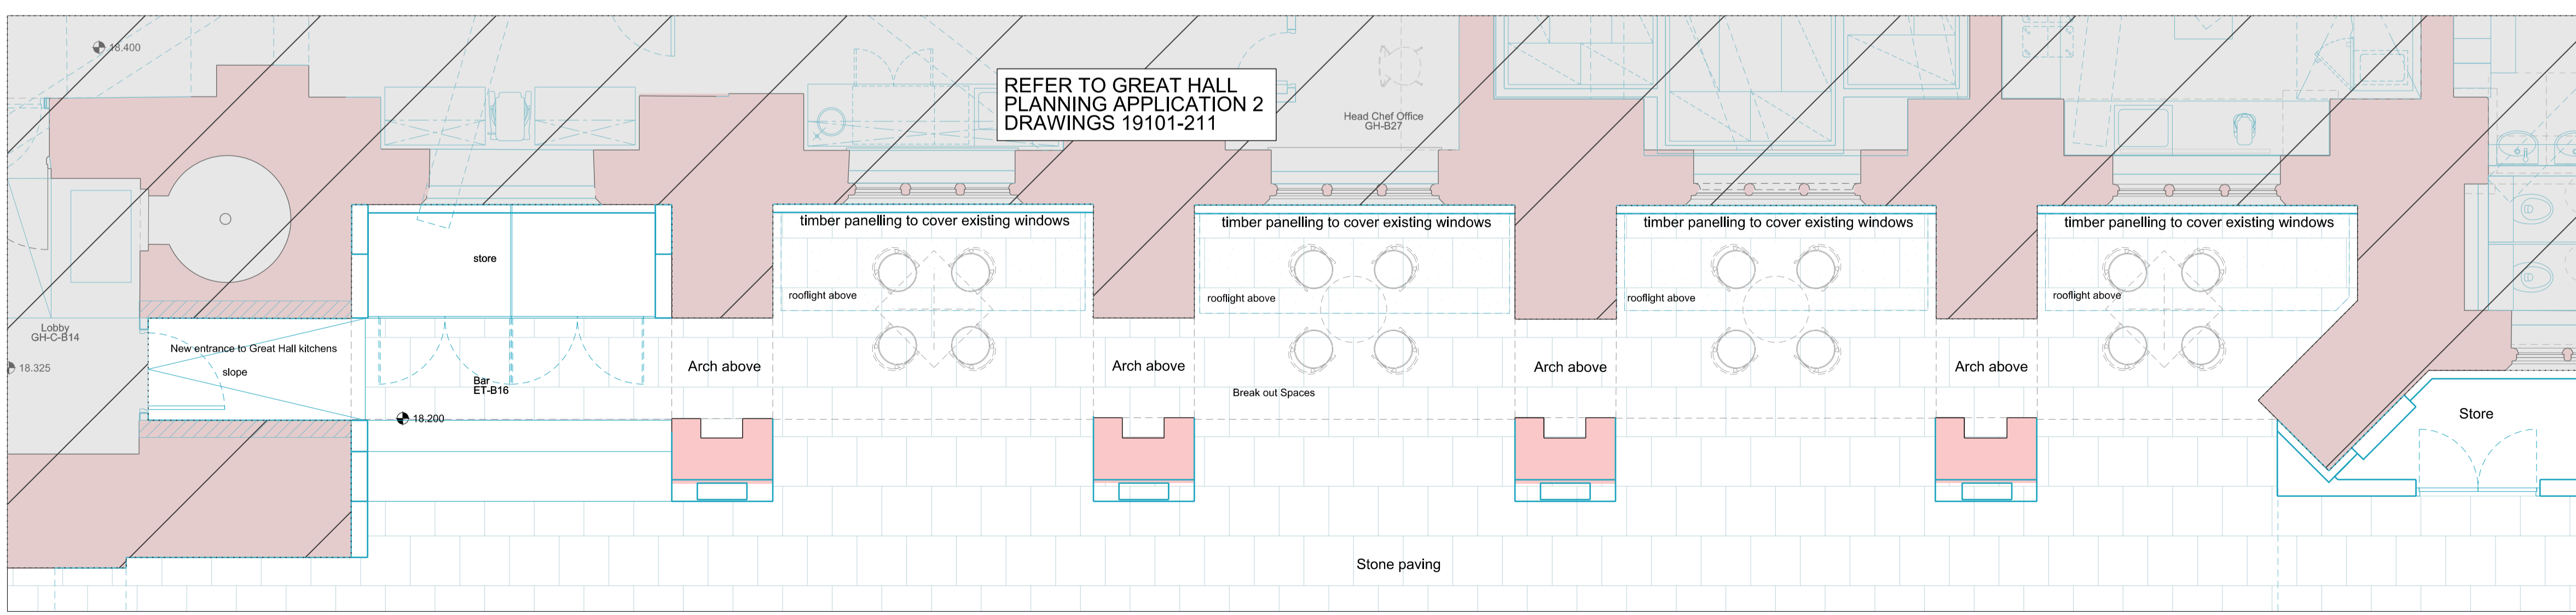 18.400
REFER TO GREAT HALL
PLANNING APPLICATION 2
DRAWINGS 19101-211
Head Chef Office
GH-B27
timber panelling to cover existing windows
timber panelling to cover existing windows
timber panelling to cover existing windows
timber panelling to cover existing windows
store
rooflight above
rooflight above
rooflight above
rooflight above
Lobby
GH-C-B14
18.325
New entrance to Great Hall kitchens
slope
Bar
ET-B16
18.200
Arch above
Arch above
Arch above
Arch above
Break out Spaces
Store
Stone paving